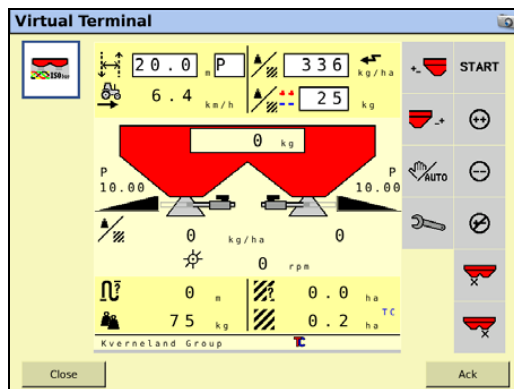 Virtual Terminal
ISObus
20.0 m P 336 kg/ha
6.4 km/h 25 kg
0 kg
P P
10.00 10.00
0 kg/ha 0
0 rpm
0 m ? 0.0 ha
75 kg 0.2 ha TC
Kverneland Group TC
START
++
AUTO
--
Close Ack